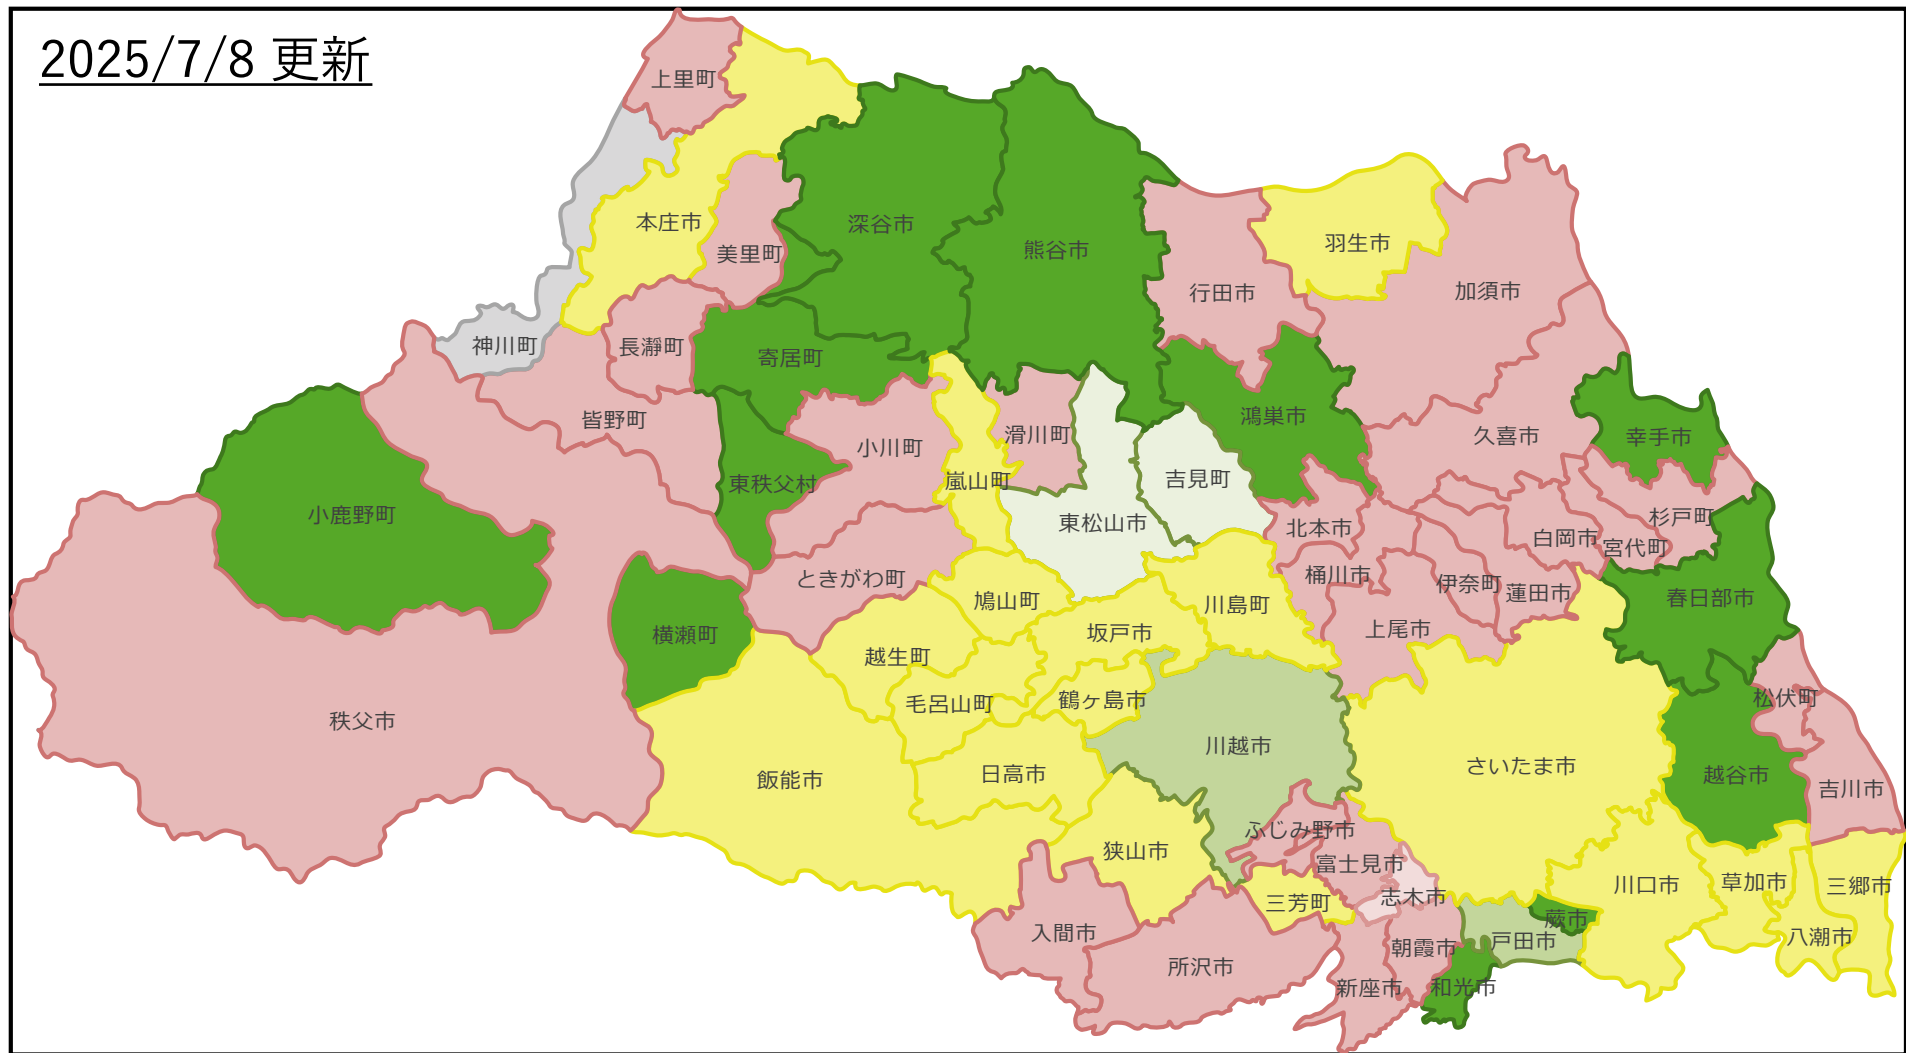 2025/7/8 更新
上里町
本庄市
美里町
深谷市
熊谷市
行田市
羽生市
加須市
神川町
長瀞町
寄居町
皆野町
小川町
滑川町
鴻巣市
久喜市
幸手市
東秩父村
嵐山町
吉見町
小鹿野町
東松山市
北本市
白岡市
杉戸町
宮代町
ときがわ町
鳩山町
川島町
桶川市
伊奈町
蓮田市
春日部市
横瀬町
越生町
坂戸市
上尾市
毛呂山町
鶴ヶ島市
松伏町
秩父市
飯能市
日高市
川越市
さいたま市
越谷市
吉川市
狭山市
ふじみ野市
富士見市
三芳町
志木市
川口市
草加市
三郷市
入間市
所沢市
朝霞市
戸田市
蕨市
八潮市
新座市
和光市